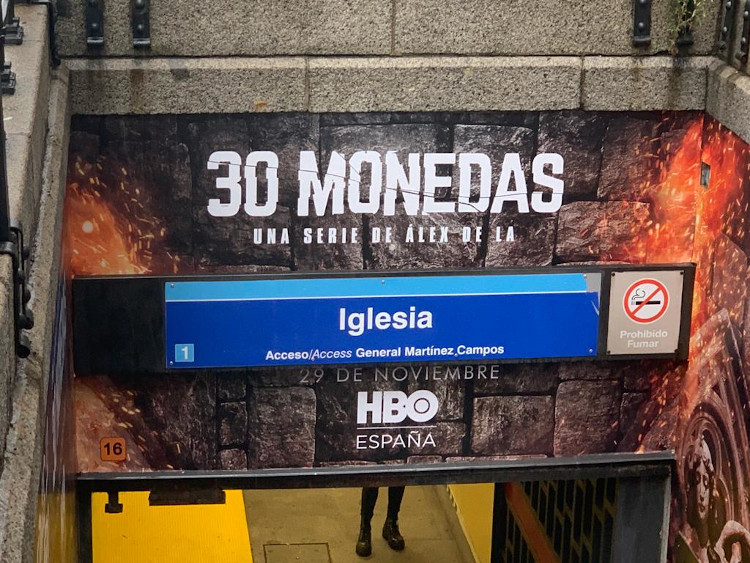 30 MONEDAS
UNA SERIE DE ÁLEX DE LA
Iglesia
1
Acceso/Access General Martínez Campos
Prohibido
Fumar
29 DE NOVIEMBRE
HBO
ESPAÑA
16